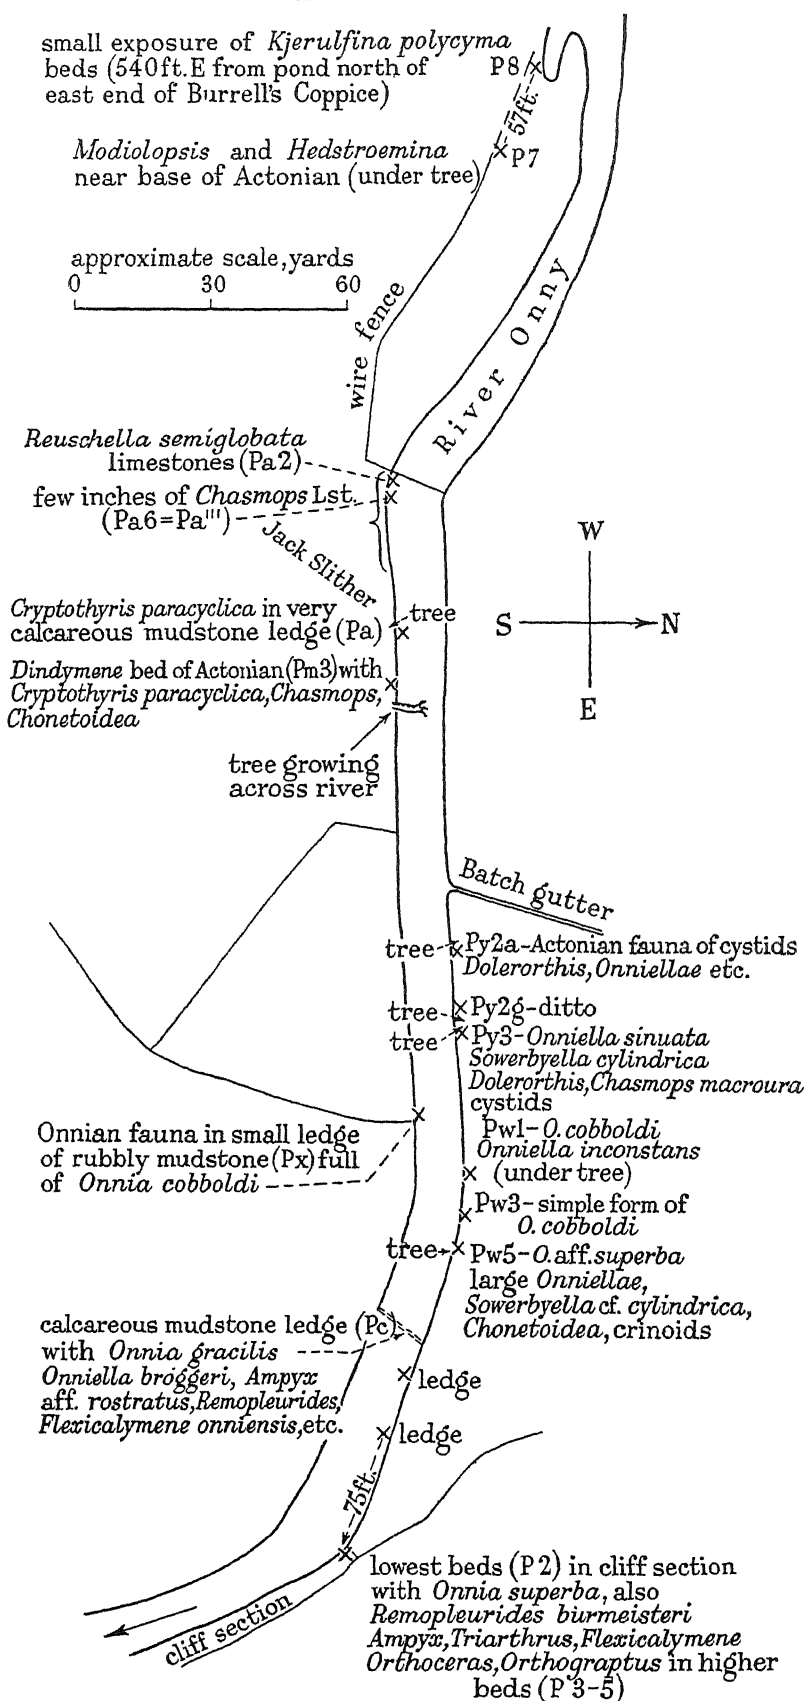 small exposure of Kjerulfina polycyma
beds (540ft. E from pond north of
east end of Burrell's Coppice)
P8
57ft.
P7
Modiolopsis and Hedstroemina
near base of Actonian (under tree)
approximate scale, yards
0 30 60
wire fence
River Onny
Reuschella semiglobata
limestones (Pa2)
few inches of Chasmops Lst.
(Pa6=Pa''')
Jack Slither
W
S N
E
tree
Cryptothyris paracyclica in very
calcareous mudstone ledge (Pa)
Dindymene bed of Actonian (Pm3) with
Cryptothyris paracyclica, Chasmops,
Chonetoidea
tree growing
across river
Batch gutter
tree
Py2a-Actonian fauna of cystids
Dolerorthis, Onniellae etc.
tree
Py2g-ditto
tree
Py3-Onniella sinuata
Sowerbyella cylindrica
Dolerorthis, Chasmops macroura
cystids
Onnian fauna in small ledge
of rubbly mudstone (Px) full
of Onnia cobboldi
Pw1-O. cobboldi
Onniella inconstans
(under tree)
Pw3-simple form of
O. cobboldi
tree
Pw5-O. aff. superba
large Onniellae,
Sowerbyella cf. cylindrica,
Chonetoidea, crinoids
calcareous mudstone ledge (Pc)
with Onnia gracilis
Onniella bröggeri, Ampyx
aff. rostratus, Remopleurides,
Flexicalymene onniensis, etc.
ledge
ledge
75ft.
cliff section
lowest beds (P2) in cliff section
with Onnia superba, also
Remopleurides burmeisteri
Ampyx, Triarthrus, Flexicalymene
Orthoceras, Orthograptus in higher
beds (P3-5)